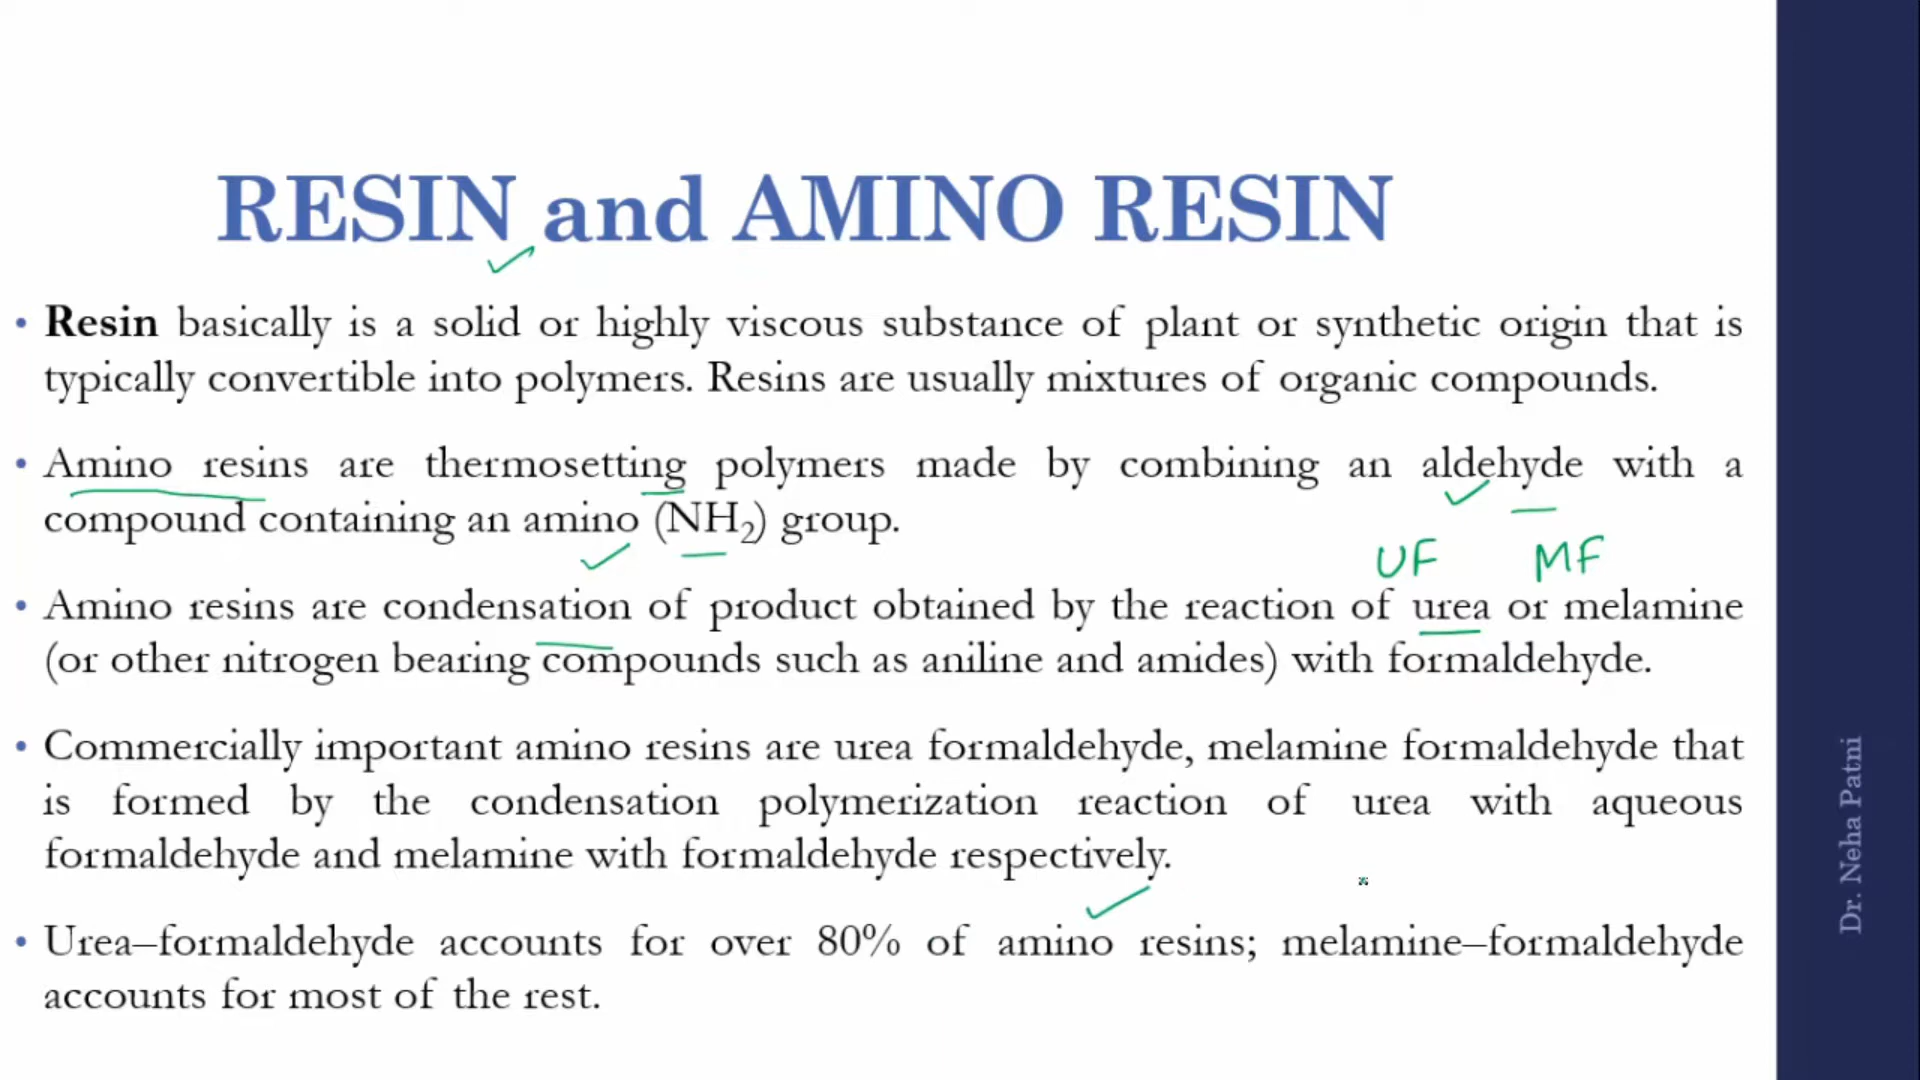 RESIN and AMINO RESIN
• Resin basically is a solid or highly viscous substance of plant or synthetic origin that is
typically convertible into polymers. Resins are usually mixtures of organic compounds.
• Amino resins are thermosetting polymers made by combining an aldehyde with a
compound containing an amino (NH₂) group.
UF MF
• Amino resins are condensation of product obtained by the reaction of urea or melamine
(or other nitrogen bearing compounds such as aniline and amides) with formaldehyde.
• Commercially important amino resins are urea formaldehyde, melamine formaldehyde that
is formed by the condensation polymerization reaction of urea with aqueous
formaldehyde and melamine with formaldehyde respectively.
• Urea–formaldehyde accounts for over 80% of amino resins; melamine–formaldehyde
accounts for most of the rest.
Dr. Neha Patni